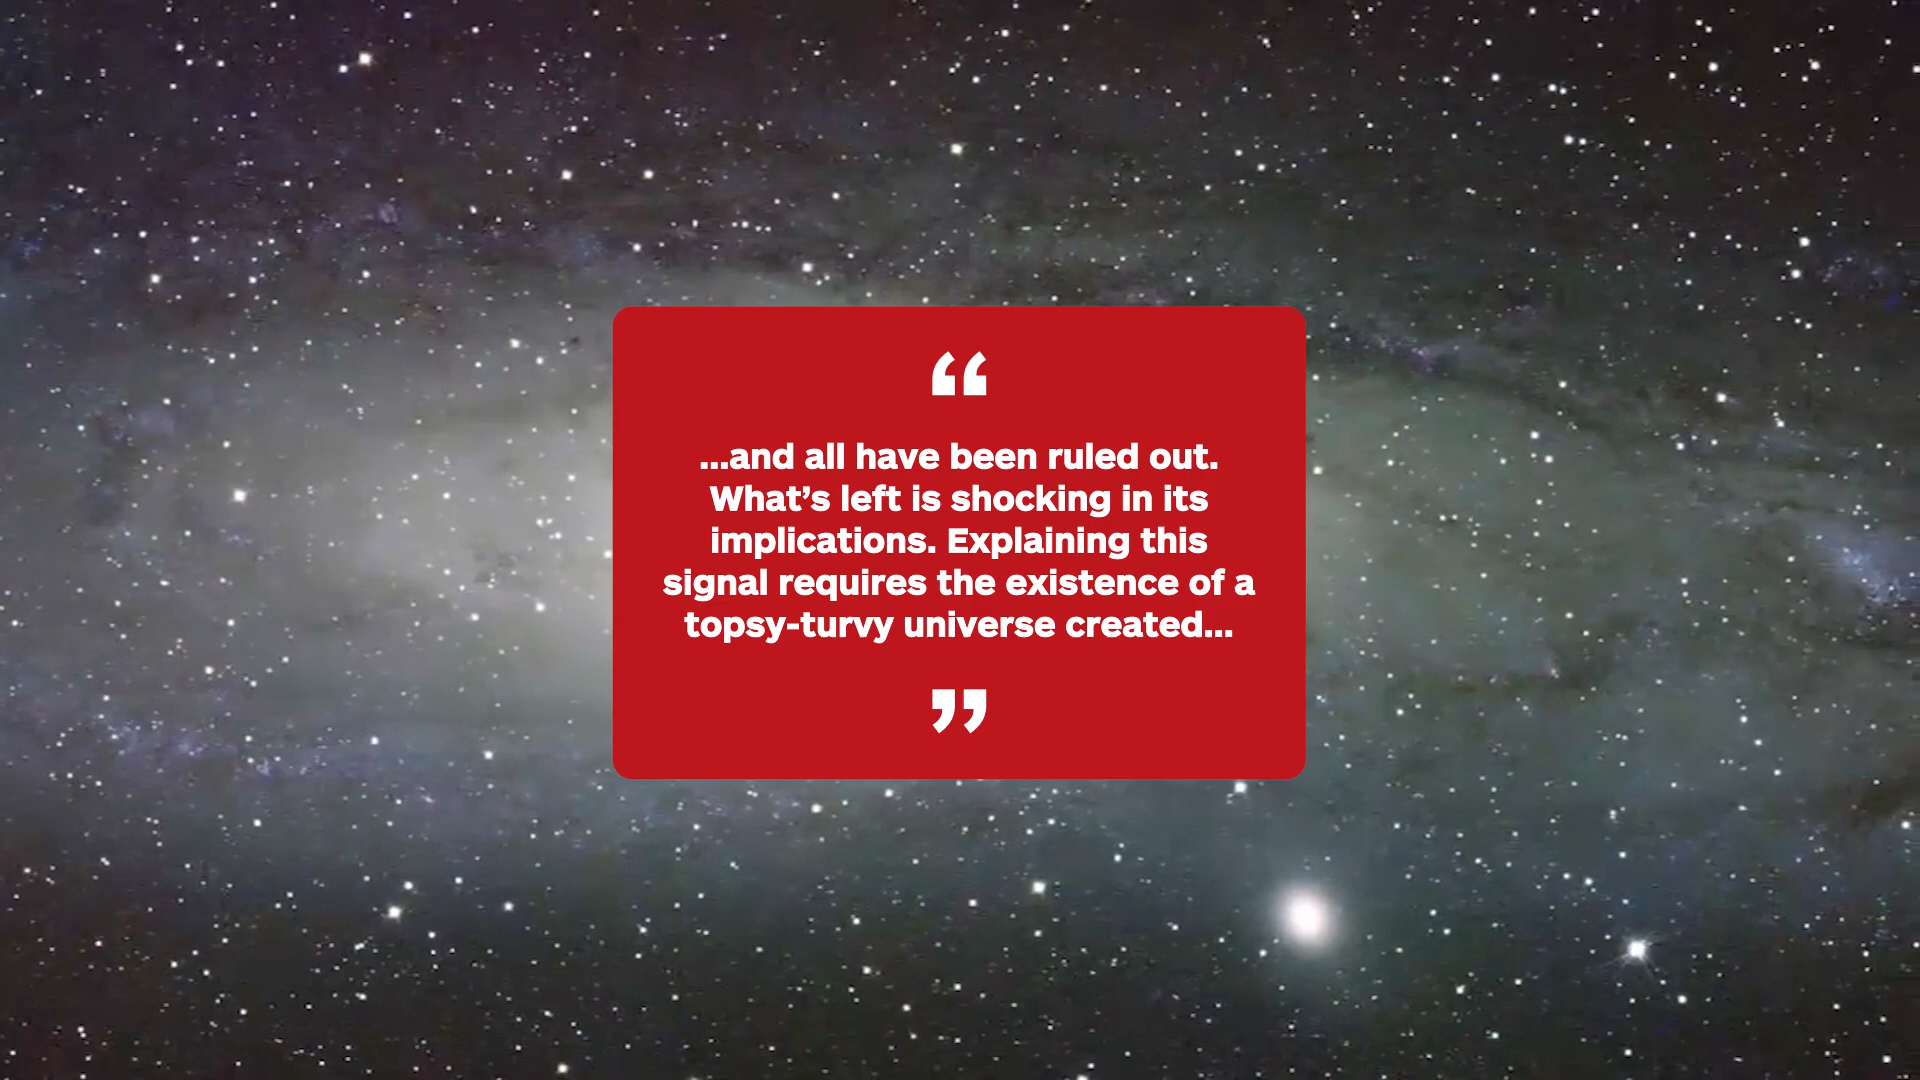 “
...and all have been ruled out.
What’s left is shocking in its
implications. Explaining this
signal requires the existence of a
topsy-turvy universe created...
”